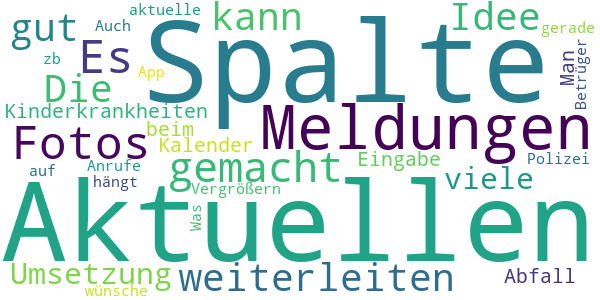 aktuelle
Auch
gut
kann
Idee
gerade
Spalte
Es
zb
App
Man
Betrüger
Die
Kinderkrankheiten
beim
Meldungen
Fotos
Kalender
gemacht
Eingabe
Polizei
auf
Anrufe
hängt
Vergrößern
viele
Was
Aktuellen
Umsetzung
weiterleiten
Abfall
wünsche